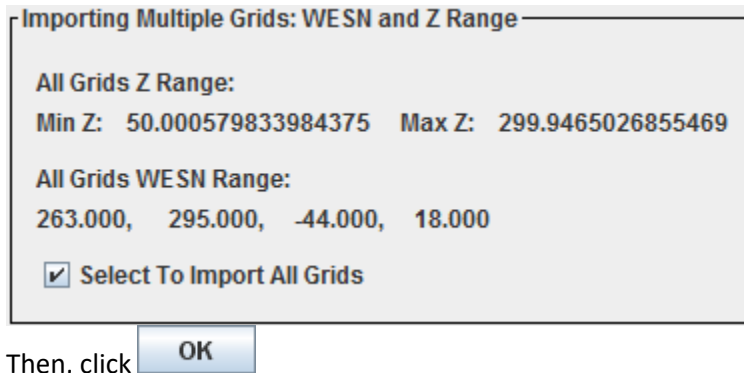 Importing Multiple Grids: WESN and Z Range
All Grids Z Range:
Min Z: 50.000579833984375 Max Z: 299.9465026855469
All Grids WESN Range:
263.000, 295.000, -44.000, 18.000
Select To Import All Grids
Then, click OK